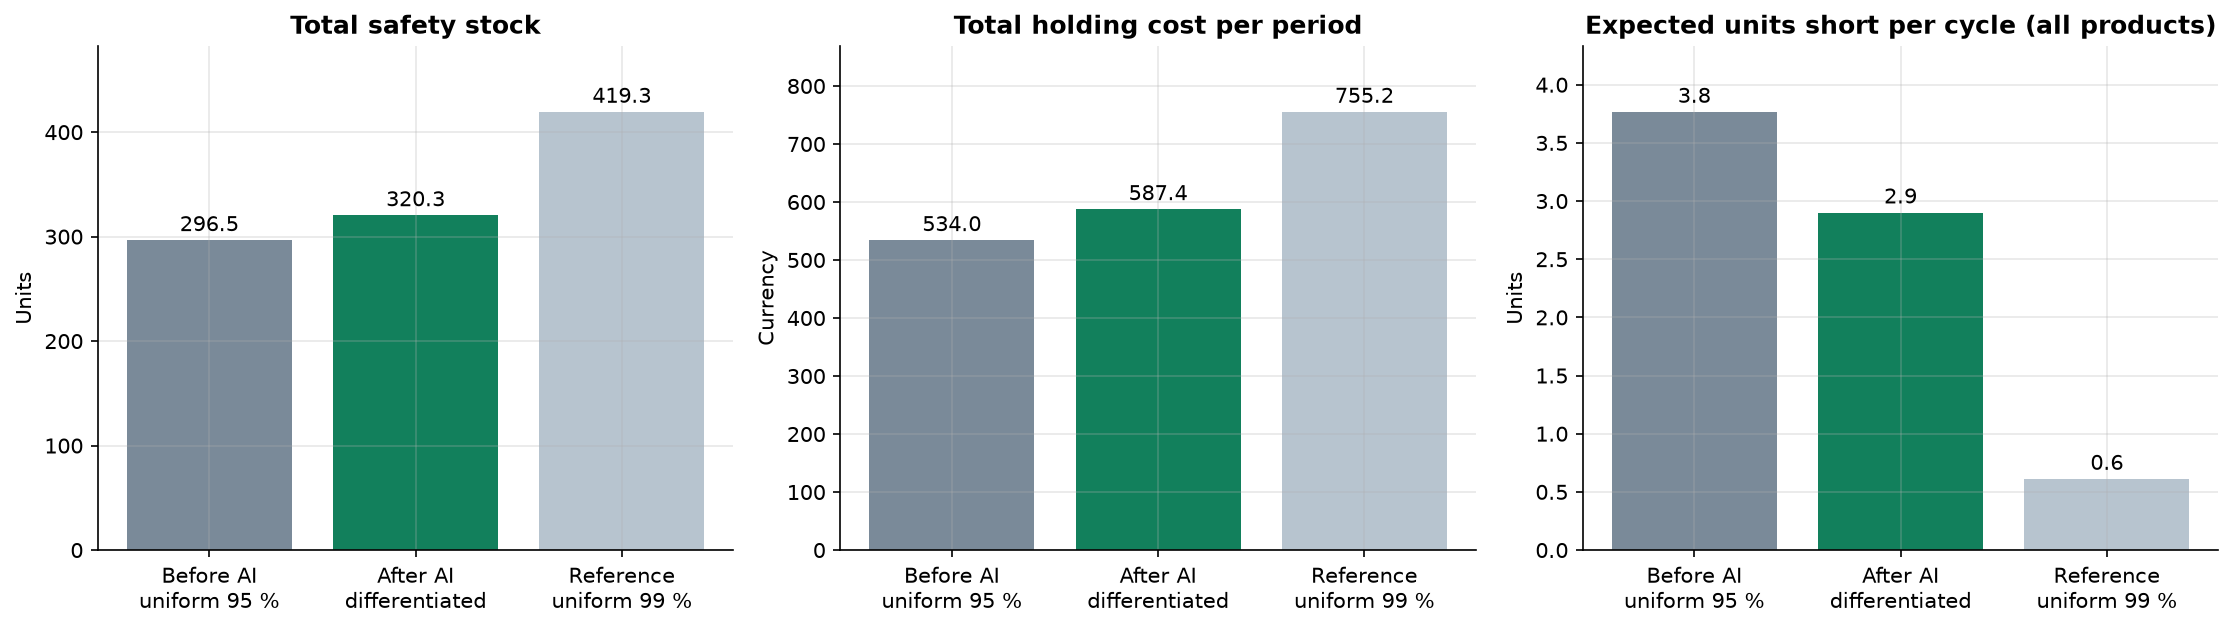 Total safety stock
Units
400
300
200
100
0
296.5
320.3
419.3
Before AI
uniform 95 %
After AI
differentiated
Reference
uniform 99 %
Total holding cost per period
Currency
800
700
600
500
400
300
200
100
0
534.0
587.4
755.2
Before AI
uniform 95 %
After AI
differentiated
Reference
uniform 99 %
Expected units short per cycle (all products)
Units
4.0
3.5
3.0
2.5
2.0
1.5
1.0
0.5
0.0
3.8
2.9
0.6
Before AI
uniform 95 %
After AI
differentiated
Reference
uniform 99 %